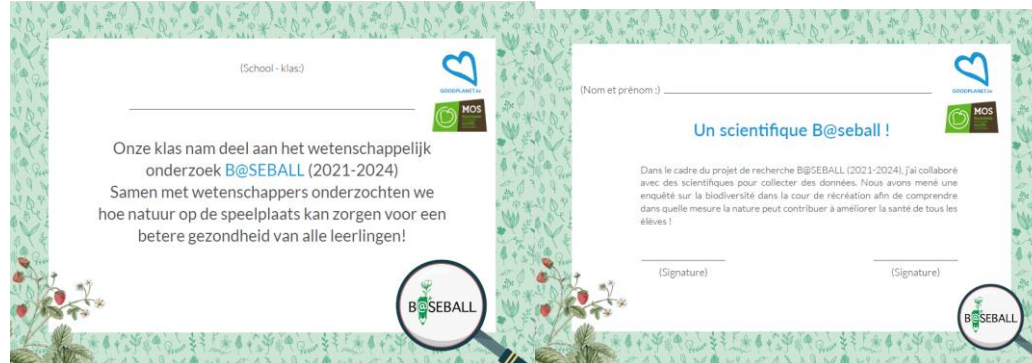 (School - klas:)
GOODPLANET.be
MOS
Onze klas nam deel aan het wetenschappelijk
onderzoek B@SEBALL (2021-2024)
Samen met wetenschappers onderzochten we
hoe natuur op de speelplaats kan zorgen voor een
betere gezondheid van alle leerlingen!
B@SEBALL
GOODPLANET.be
(Nom et prénom :)
MOS
Un scientifique B@seball !
Dans le cadre du projet de recherche B@SEBALL (2021-2024), j'ai collaboré
avec des scientifiques pour collecter des données. Nous avons mené une
enquête sur la biodiversité dans la cour de récréation afin de comprendre
dans quelle mesure la nature peut contribuer à améliorer la santé de tous les
élèves !
(Signature)
(Signature)
B@SEBALL